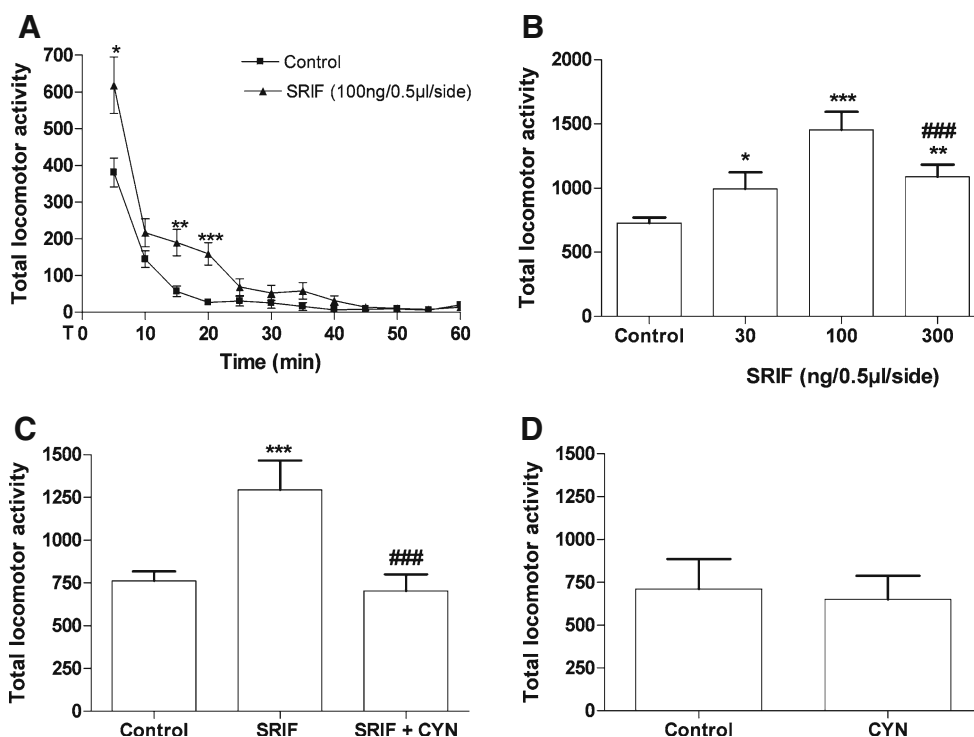 A
Total locomotor activity
700
600
500
400
300
200
100
0
*
**
***
Control
SRIF (100ng/0.5µl/side)
T 0 10 20 30 40 50 60
Time (min)
B
Total locomotor activity
2000
1500
1000
500
0
*
***
###
**
Control 30 100 300
SRIF (ng/0.5µl/side)
C
Total locomotor activity
1500
1250
1000
750
500
250
0
***
###
Control SRIF SRIF + CYN
D
Total locomotor activity
1500
1250
1000
750
500
250
0
Control CYN